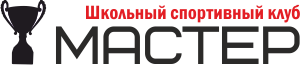 Школьный спортивный клуб
МАСТЕР